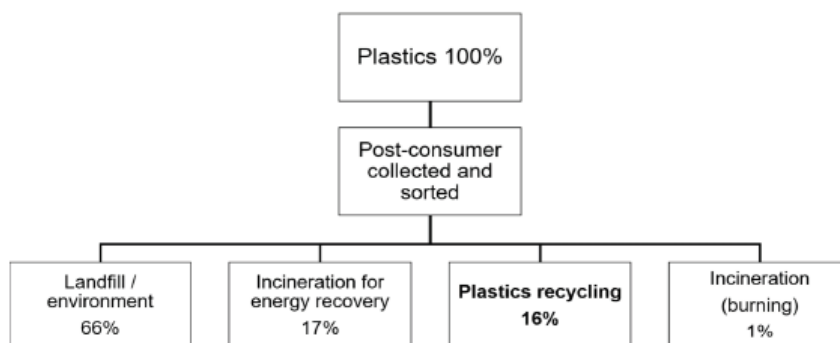 Plastics 100%
Post-consumer
collected and
sorted
Landfill /
environment
66%
Incineration for
energy recovery
17%
Plastics recycling
16%
Incineration
(burning)
1%